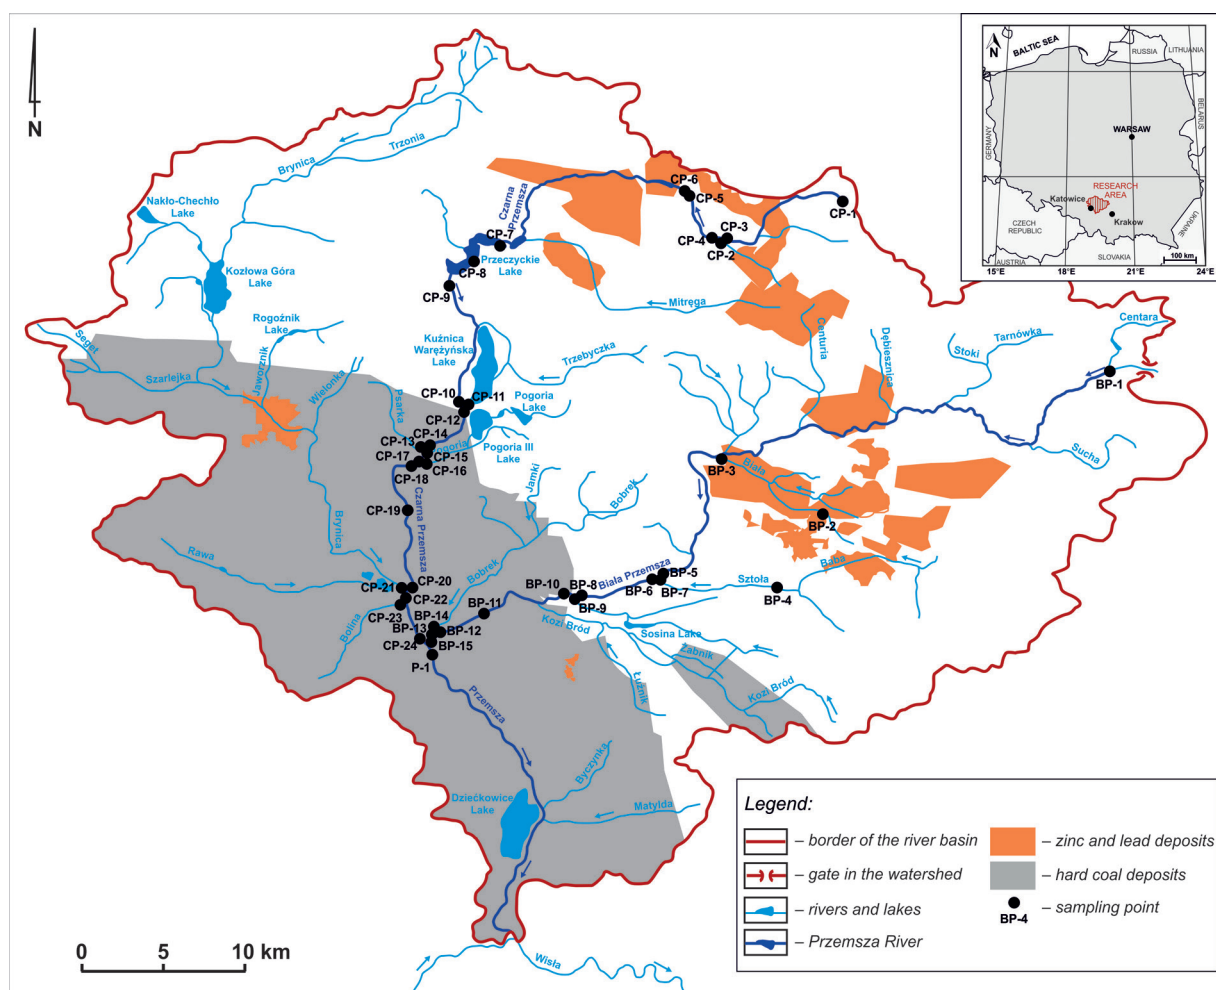 N
Brynica
Trzonia
Nakło-Chechło
Lake
Kozłowa Góra
Lake
Rogoźnik
Lake
Seget
Szarlejka
Jaworznik
Wielonka
Psarka
Brynica
Rawa
Bolina
Czarna
Przemsza
CP-7
Przeczyckie
Lake
CP-8
CP-9
CP-6
CP-5
CP-4
CP-3
CP-2
CP-1
Mitręga
Kuźnica
Warężyńska
Lake
Trzebyczka
CP-10
CP-11
CP-12
Pogoria
Lake
CP-14
CP-13
Pogoria
CP-15
Pogoria III
Lake
CP-17
CP-16
CP-18
CP-19
Czarna Przemsza
Jamki
Bobrek
Bobrek
Centuria
Dębiesznica
Stoki
Tarnówka
Centara
BP-1
Sucha
BP-3
Biała
BP-2
Baba
Sztoła
BP-4
BP-5
BP-6
BP-7
Biała Przemsza
BP-8
BP-10
BP-9
BP-11
CP-20
CP-21
CP-22
CP-23
BP-14
BP-13
BP-12
CP-24
BP-15
P-1
Kozi Bród
Sosina Lake
Żabnik
Kozi Bród
Łużnik
Przemsza
Byczynka
Dziećkowice
Lake
Matylda
Wisła
0
5
10 km
N
BALTIC SEA
RUSSIA
LITHUANIA
BELARUS
GERMANY
WARSAW
RESEARCH
AREA
Katowice
Krakow
CZECH
REPUBLIC
UKRAINE
SLOVAKIA
AUSTRIA
100 km
15°E
18°E
21°E
24°E
Legend:
– border of the river basin
– gate in the watershed
– rivers and lakes
– Przemsza River
– zinc and lead deposits
– hard coal deposits
BP-4
– sampling point